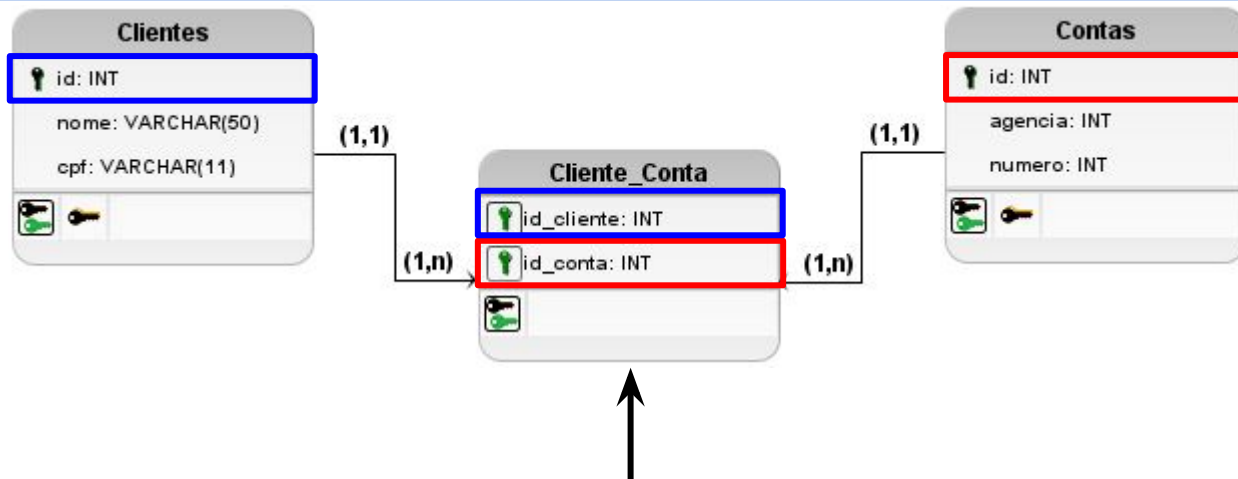 Clientes
id: INT
nome: VARCHAR(50)
cpf: VARCHAR(11)
(1,1)
(1,n)
Cliente_Conta
id_cliente: INT
id_conta: INT
(1,1)
(1,n)
Contas
id: INT
agencia: INT
numero: INT